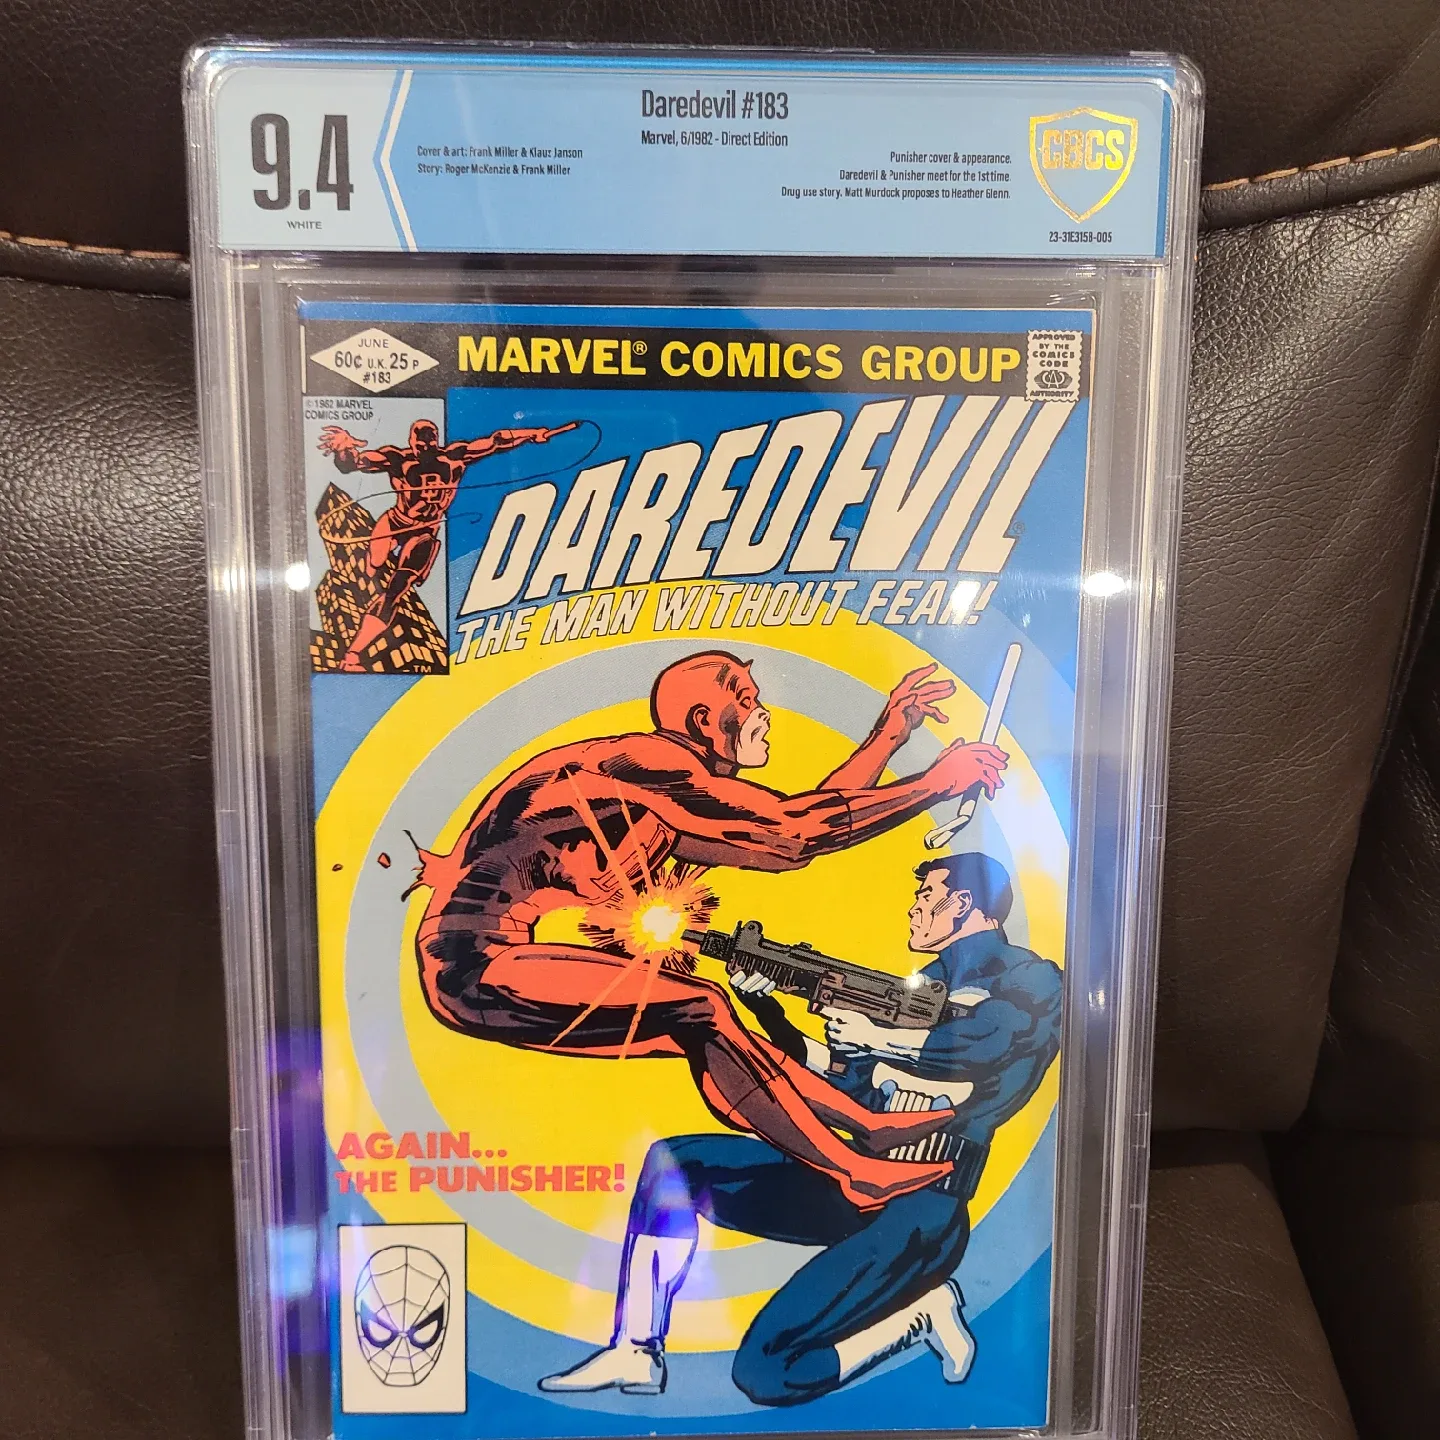 9.4
WHITE
Cover & art: Frank Miller & Klaus Janson
Story: Roger McKenzie & Frank Miller
Daredevil #183
Marvel, 6/1982 - Direct Edition
Punisher cover & appearance.
Daredevil & Punisher meet for the 1st time.
Drug use story. Matt Murdock proposes to Heather Glenn.
CBCS
23-31E3158-005
JUNE
60¢ U.K. 25 P
#183
MARVEL® COMICS GROUP
APPROVED
BY THE
COMICS
CODE
CA
AUTHORITY
©1982 MARVEL
COMICS GROUP
DD
TM
DAREDEVIL®
THE MAN WITHOUT FEAR!
AGAIN...
THE PUNISHER!